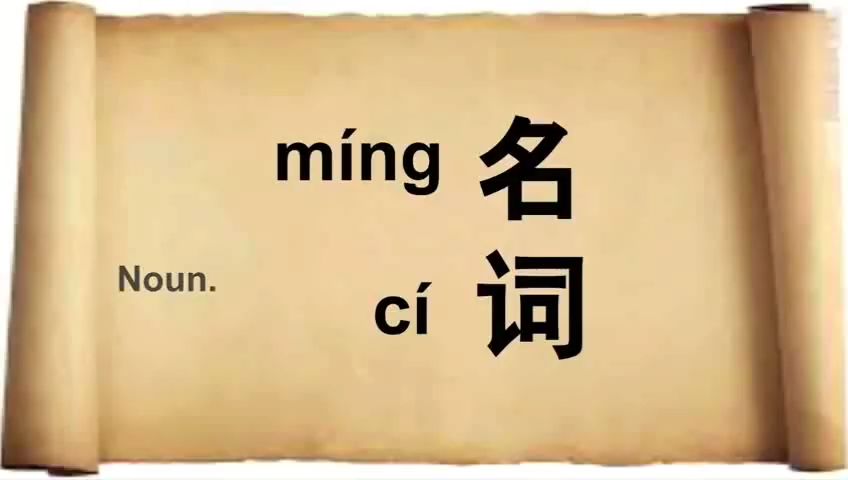 míng 名
Noun.
cí 词